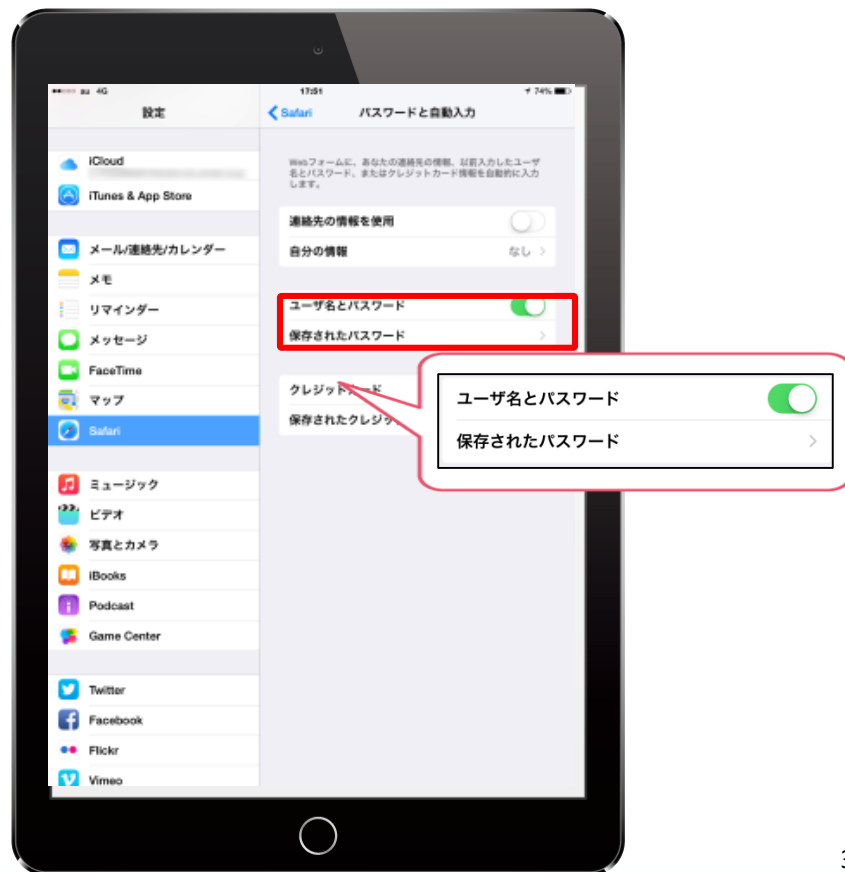 au 4G 17:51 74%
設定
Safari パスワードと自動入力
iCloud
iTunes & App Store
メール/連絡先/カレンダー
メモ
リマインダー
メッセージ
FaceTime
マップ
Safari
ミュージック
ビデオ
写真とカメラ
iBooks
Podcast
Game Center
Twitter
Facebook
Flickr
Vimeo
Webフォームに、あなたの連絡先の情報、以前入力したユーザ
名とパスワード、またはクレジットカード情報を自動的に入力
します。
連絡先の情報を使用
自分の情報 なし
ユーザ名とパスワード
保存されたパスワード
クレジットカード
保存されたクレジッ
ユーザ名とパスワード
保存されたパスワード
3